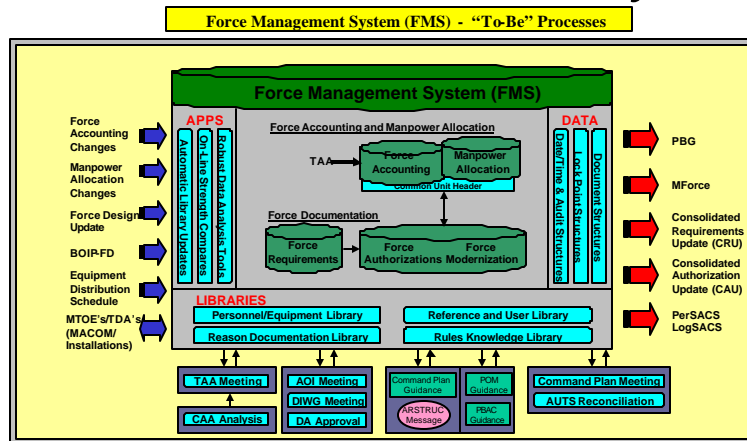 Force Management System (FMS) - “To-Be” Processes
Force Management System (FMS)
Force
Accounting
Changes
Manpower
Allocation
Changes
Force Design
Update
BOIP-FD
Equipment
Distribution
Schedule
MTOE's/TDA's
(MACOM/
Installations)
APPS
Automatic Library Updates
On-Line Strength Compares
Robust Data Analysis Tools
Force Accounting and Manpower Allocation
TAA
Force
Accounting
Manpower
Allocation
Common Unit Header
Force Documentation
Force
Requirements
Force
Authorizations
Force
Modernization
DATA
Date/Time & Audit Structures
Lock Point Structures
Document Structures
LIBRARIES
Personnel/Equipment Library
Reference and User Library
Reason Documentation Library
Rules Knowledge Library
PBG
MForce
Consolidated
Requirements
Update (CRU)
Consolidated
Authorization
Update (CAU)
PerSACS
LogSACS
TAA Meeting
CAA Analysis
AOI Meeting
DIWG Meeting
DA Approval
Command Plan
Guidance
ARSTRUC
Message
POM
Guidance
PBAC
Guidance
Command Plan Meeting
AUTS Reconciliation